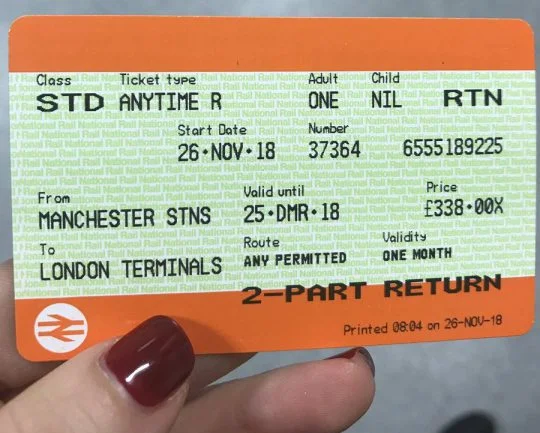 Class Ticket type Adult Child
STD ANYTIME R ONE NIL RTN
Start Date Number
26·NOV·18 37364 6555189225
From Valid until Price
MANCHESTER STNS 25·DMR·18 £338·00X
To Route Validity
LONDON TERMINALS ANY PERMITTED ONE MONTH
2-PART RETURN
Printed 08:04 on 26-NOV-18